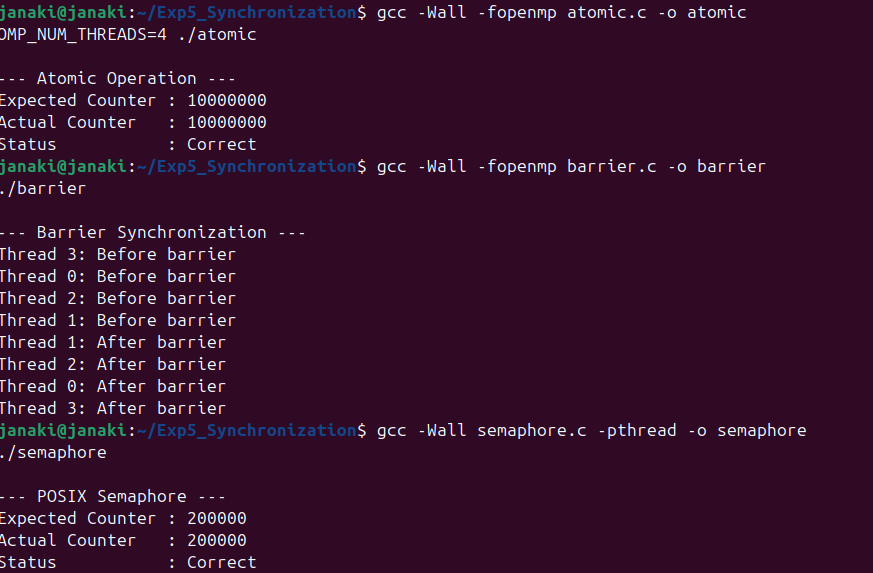 janaki@janaki:~/Exp5_Synchronization$ gcc -Wall -fopenmp atomic.c -o atomic
OMP_NUM_THREADS=4 ./atomic
--- Atomic Operation ---
Expected Counter : 10000000
Actual Counter   : 10000000
Status           : Correct
janaki@janaki:~/Exp5_Synchronization$ gcc -Wall -fopenmp barrier.c -o barrier
./barrier
--- Barrier Synchronization ---
Thread 3: Before barrier
Thread 0: Before barrier
Thread 2: Before barrier
Thread 1: Before barrier
Thread 1: After barrier
Thread 2: After barrier
Thread 0: After barrier
Thread 3: After barrier
janaki@janaki:~/Exp5_Synchronization$ gcc -Wall semaphore.c -pthread -o semaphore
./semaphore
--- POSIX Semaphore ---
Expected Counter : 200000
Actual Counter   : 200000
Status           : Correct